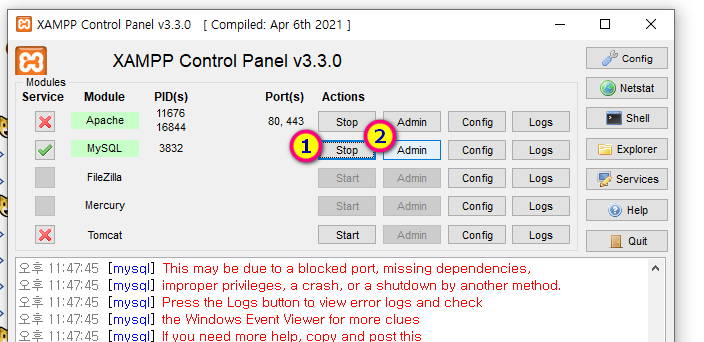 XAMPP Control Panel v3.3.0 [ Compiled: Apr 6th 2021 ]
XAMPP Control Panel v3.3.0
Config
Modules
Service Module PID(s) Port(s) Actions
Netstat
Apache 11676 16844 80, 443 Stop Admin Config Logs
Shell
1 2
MySQL 3832 Stop Admin Config Logs
Explorer
FileZilla Start Admin Config Logs
Services
Mercury Start Admin Config Logs
Help
Tomcat Start Admin Config Logs
Quit
오후 11:47:45 [mysql] This may be due to a blocked port, missing dependencies,
오후 11:47:45 [mysql] improper privileges, a crash, or a shutdown by another method.
오후 11:47:45 [mysql] Press the Logs button to view error logs and check
오후 11:47:45 [mysql] the Windows Event Viewer for more clues
오후 11:47:45 [mysql] If you need more help, copy and post this